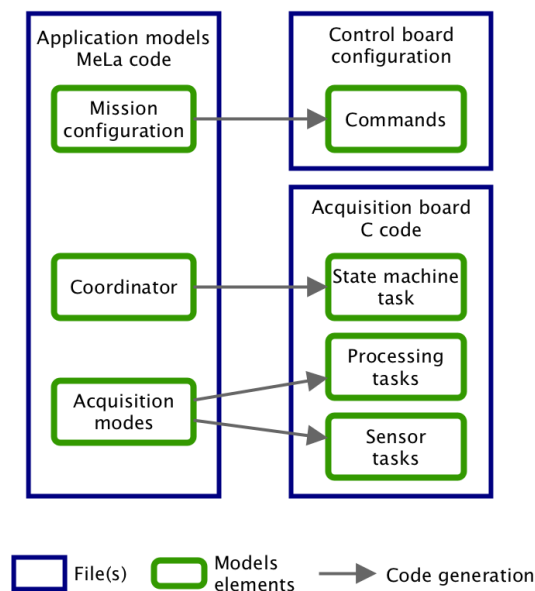 Application models
MeLa code
Mission
configuration
Coordinator
Acquisition
modes
Control board
configuration
Commands
Acquisition board
C code
State machine
task
Processing
tasks
Sensor
tasks
File(s)
Models
elements
Code generation